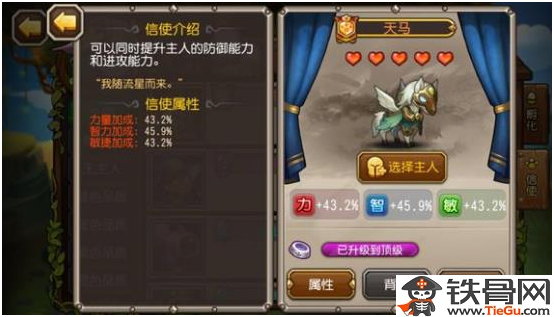 信使介绍
可以同时提升主人的防御能力
和进攻能力。
“我随流星而来。”
信使属性
力量加成: 43.2%
智力加成: 45.9%
敏捷加成: 43.2%
天马
选择主人
力 +43.2%
智 +45.9%
敏 +43.2%
已升级到顶级
属性
背
孵化
信使
铁骨网
www.TieGu.com